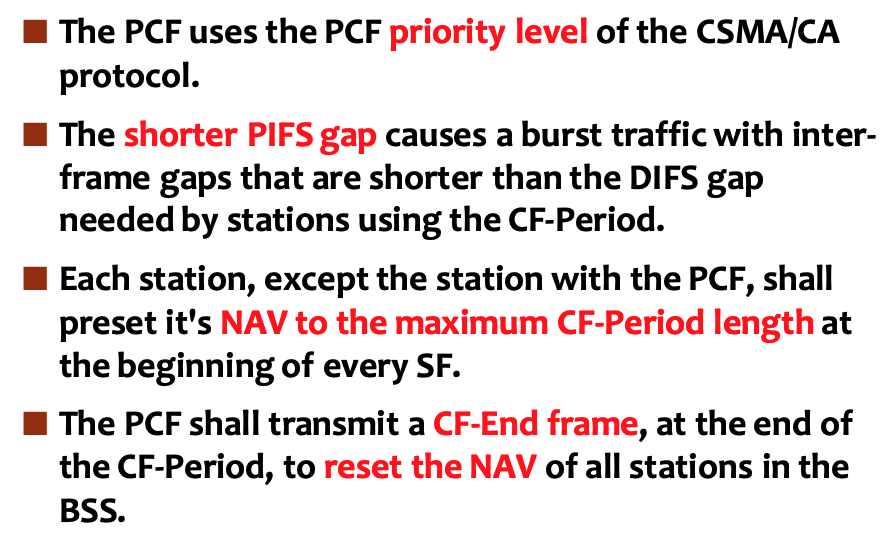 The PCF uses the PCF priority level of the CSMA/CA
protocol.
The shorter PIFS gap causes a burst traffic with inter-
frame gaps that are shorter than the DIFS gap
needed by stations using the CF-Period.
Each station, except the station with the PCF, shall
preset it's NAV to the maximum CF-Period length at
the beginning of every SF.
The PCF shall transmit a CF-End frame, at the end of
the CF-Period, to reset the NAV of all stations in the
BSS.